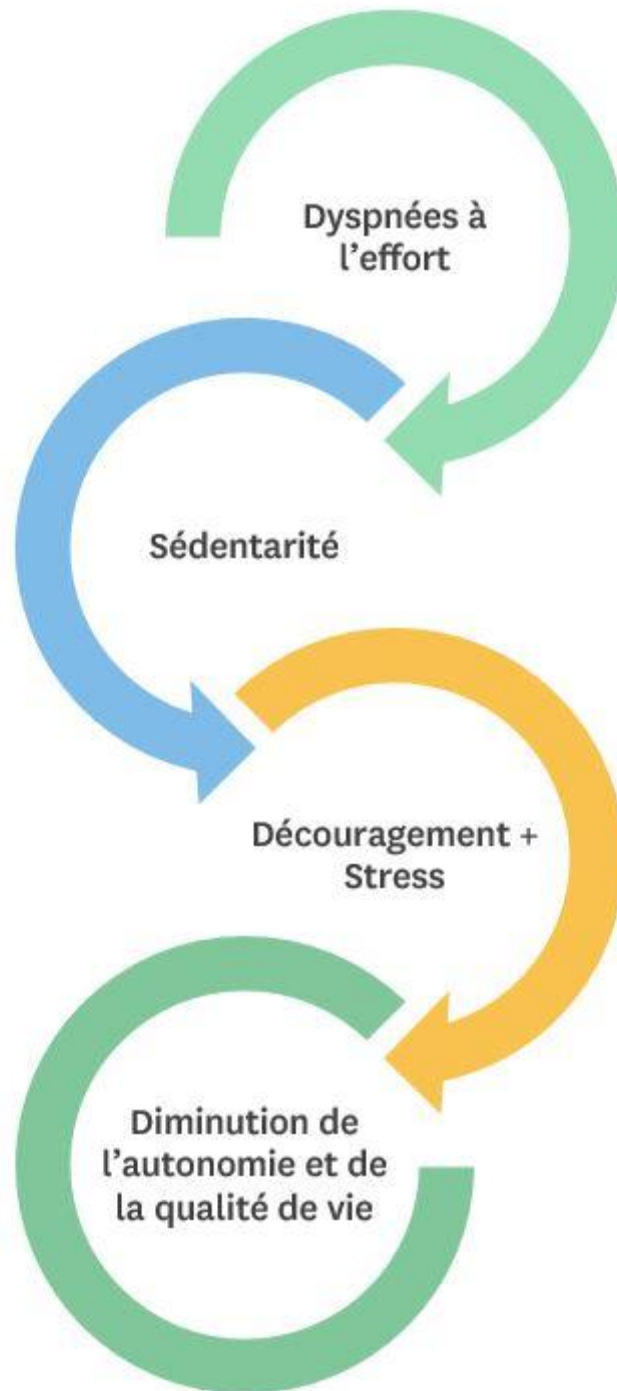 Dyspnées à
l’effort
Sédentarité
Découragement +
Stress
Diminution de
l’autonomie et de
la qualité de vie